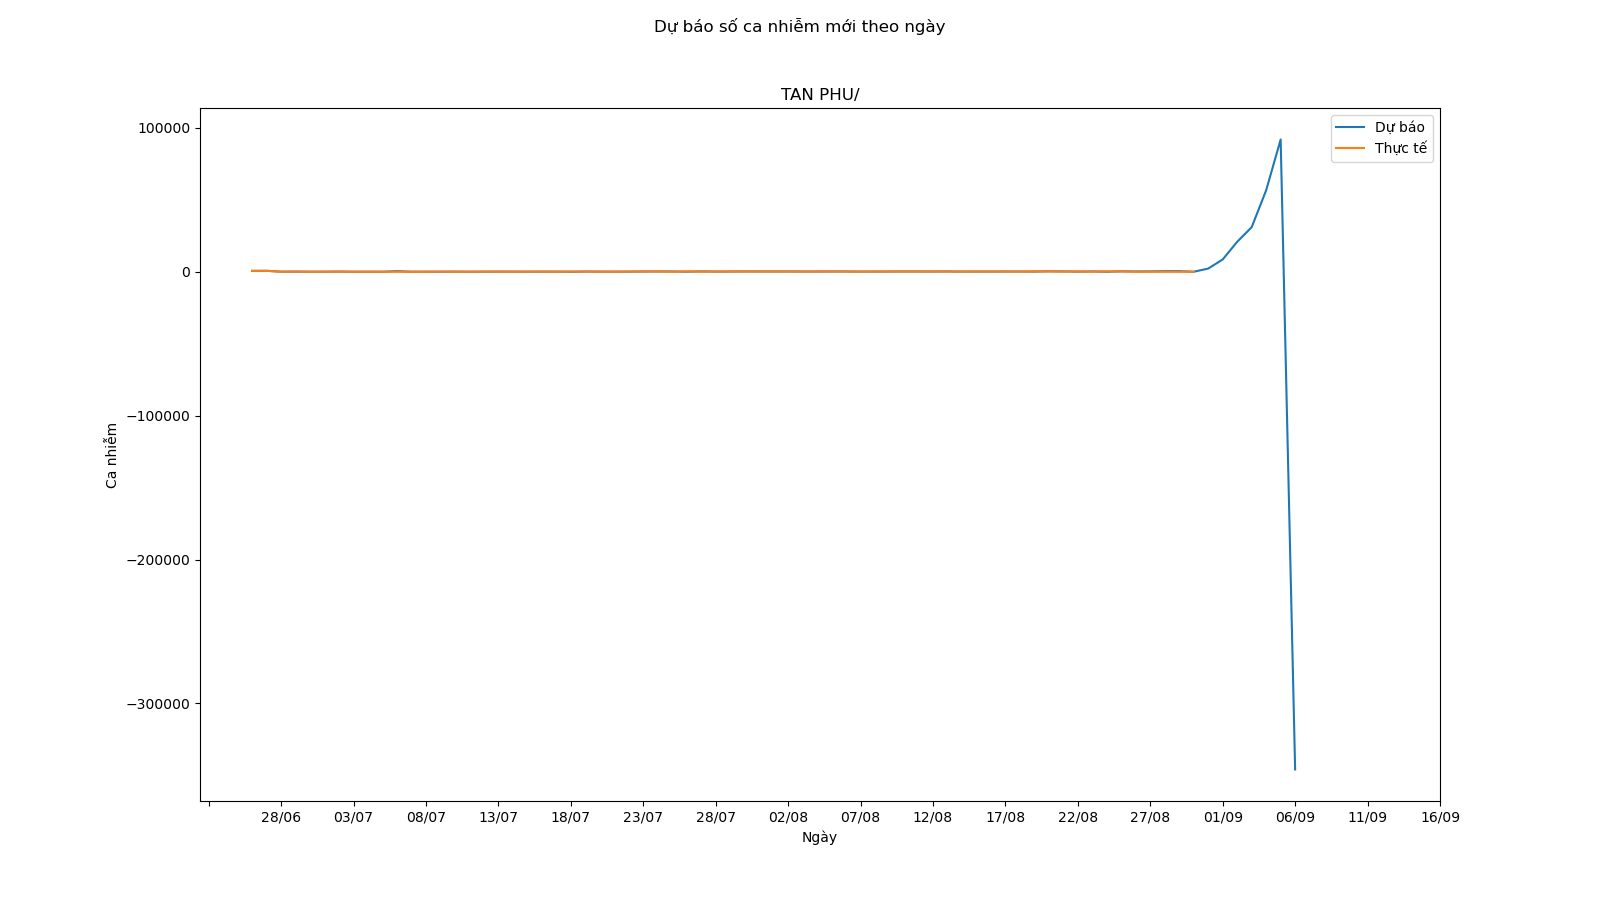 Dự báo số ca nhiễm mới theo ngày
TAN PHU/
Dự báo
Thực tế
100000
0
−100000
−200000
−300000
Ca nhiễm
28/06 03/07 08/07 13/07 18/07 23/07 28/07 02/08 07/08 12/08 17/08 22/08 27/08 01/09 06/09 11/09 16/09
Ngày